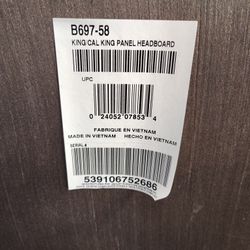 B697-58
KING/CAL KING PANEL HEADBOARD
UPC
0 24052 07853 4
FABRIQUE EN VIETNAM
MADE IN VIETNAM HECHO EN VIETNAM
SERIAL #
539106752686